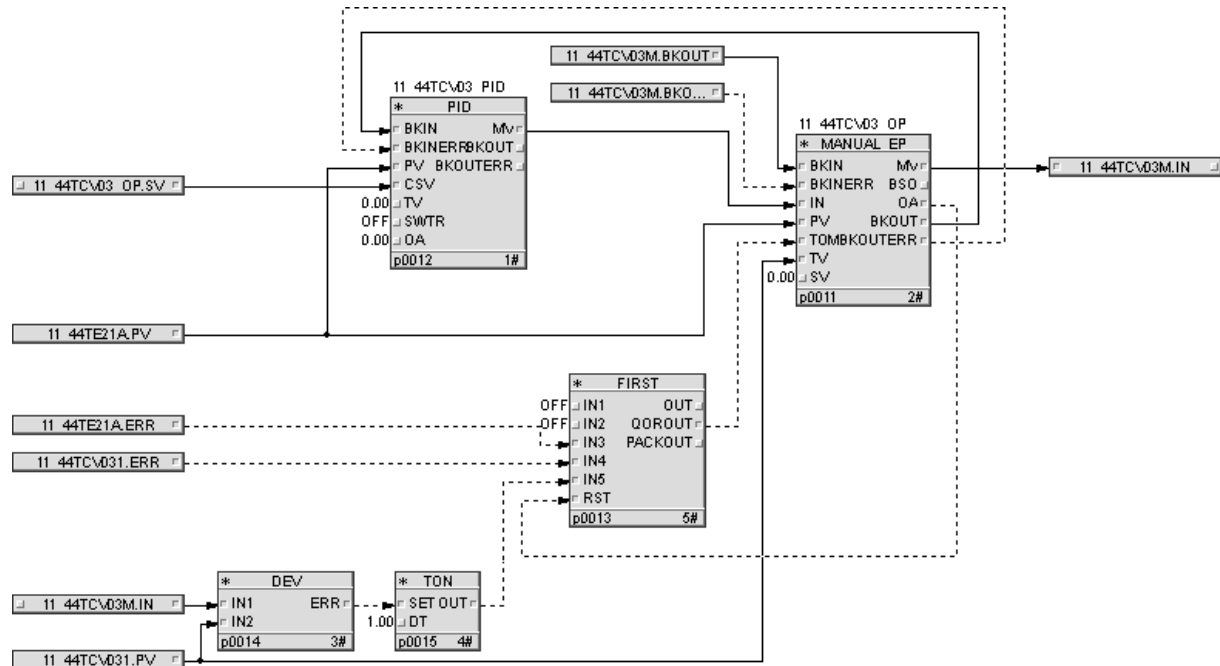 11 44TCV03M.BKOUT
11 44TCV03 PID
11 44TCV03M.BKO...
* PID
BKIN MV
BKINERR BKOUT
PV BKOUTERR
CSV
0.00 TV
OFF SWTR
0.00 OA
p0012 1#
11 44TCV03 OP
* MANUAL EP
BKIN MV
BKINERR BSO
IN OA
PV BKOUT
TOM BKOUTERR
TV
0.00 SV
p0011 2#
11 44TCV03M.IN
11 44TCV03 OP.SV
11 44TE21A.PV
* FIRST
OFF IN1 OUT
OFF IN2 QOROUT
IN3 PACKOUT
IN4
IN5
RST
p0013 5#
11 44TE21A.ERR
11 44TCV031.ERR
* DEV
IN1 ERR
IN2
p0014 3#
* TON
SET OUT
1.00 DT
p0015 4#
11 44TCV03M.IN
11 44TCV031.PV